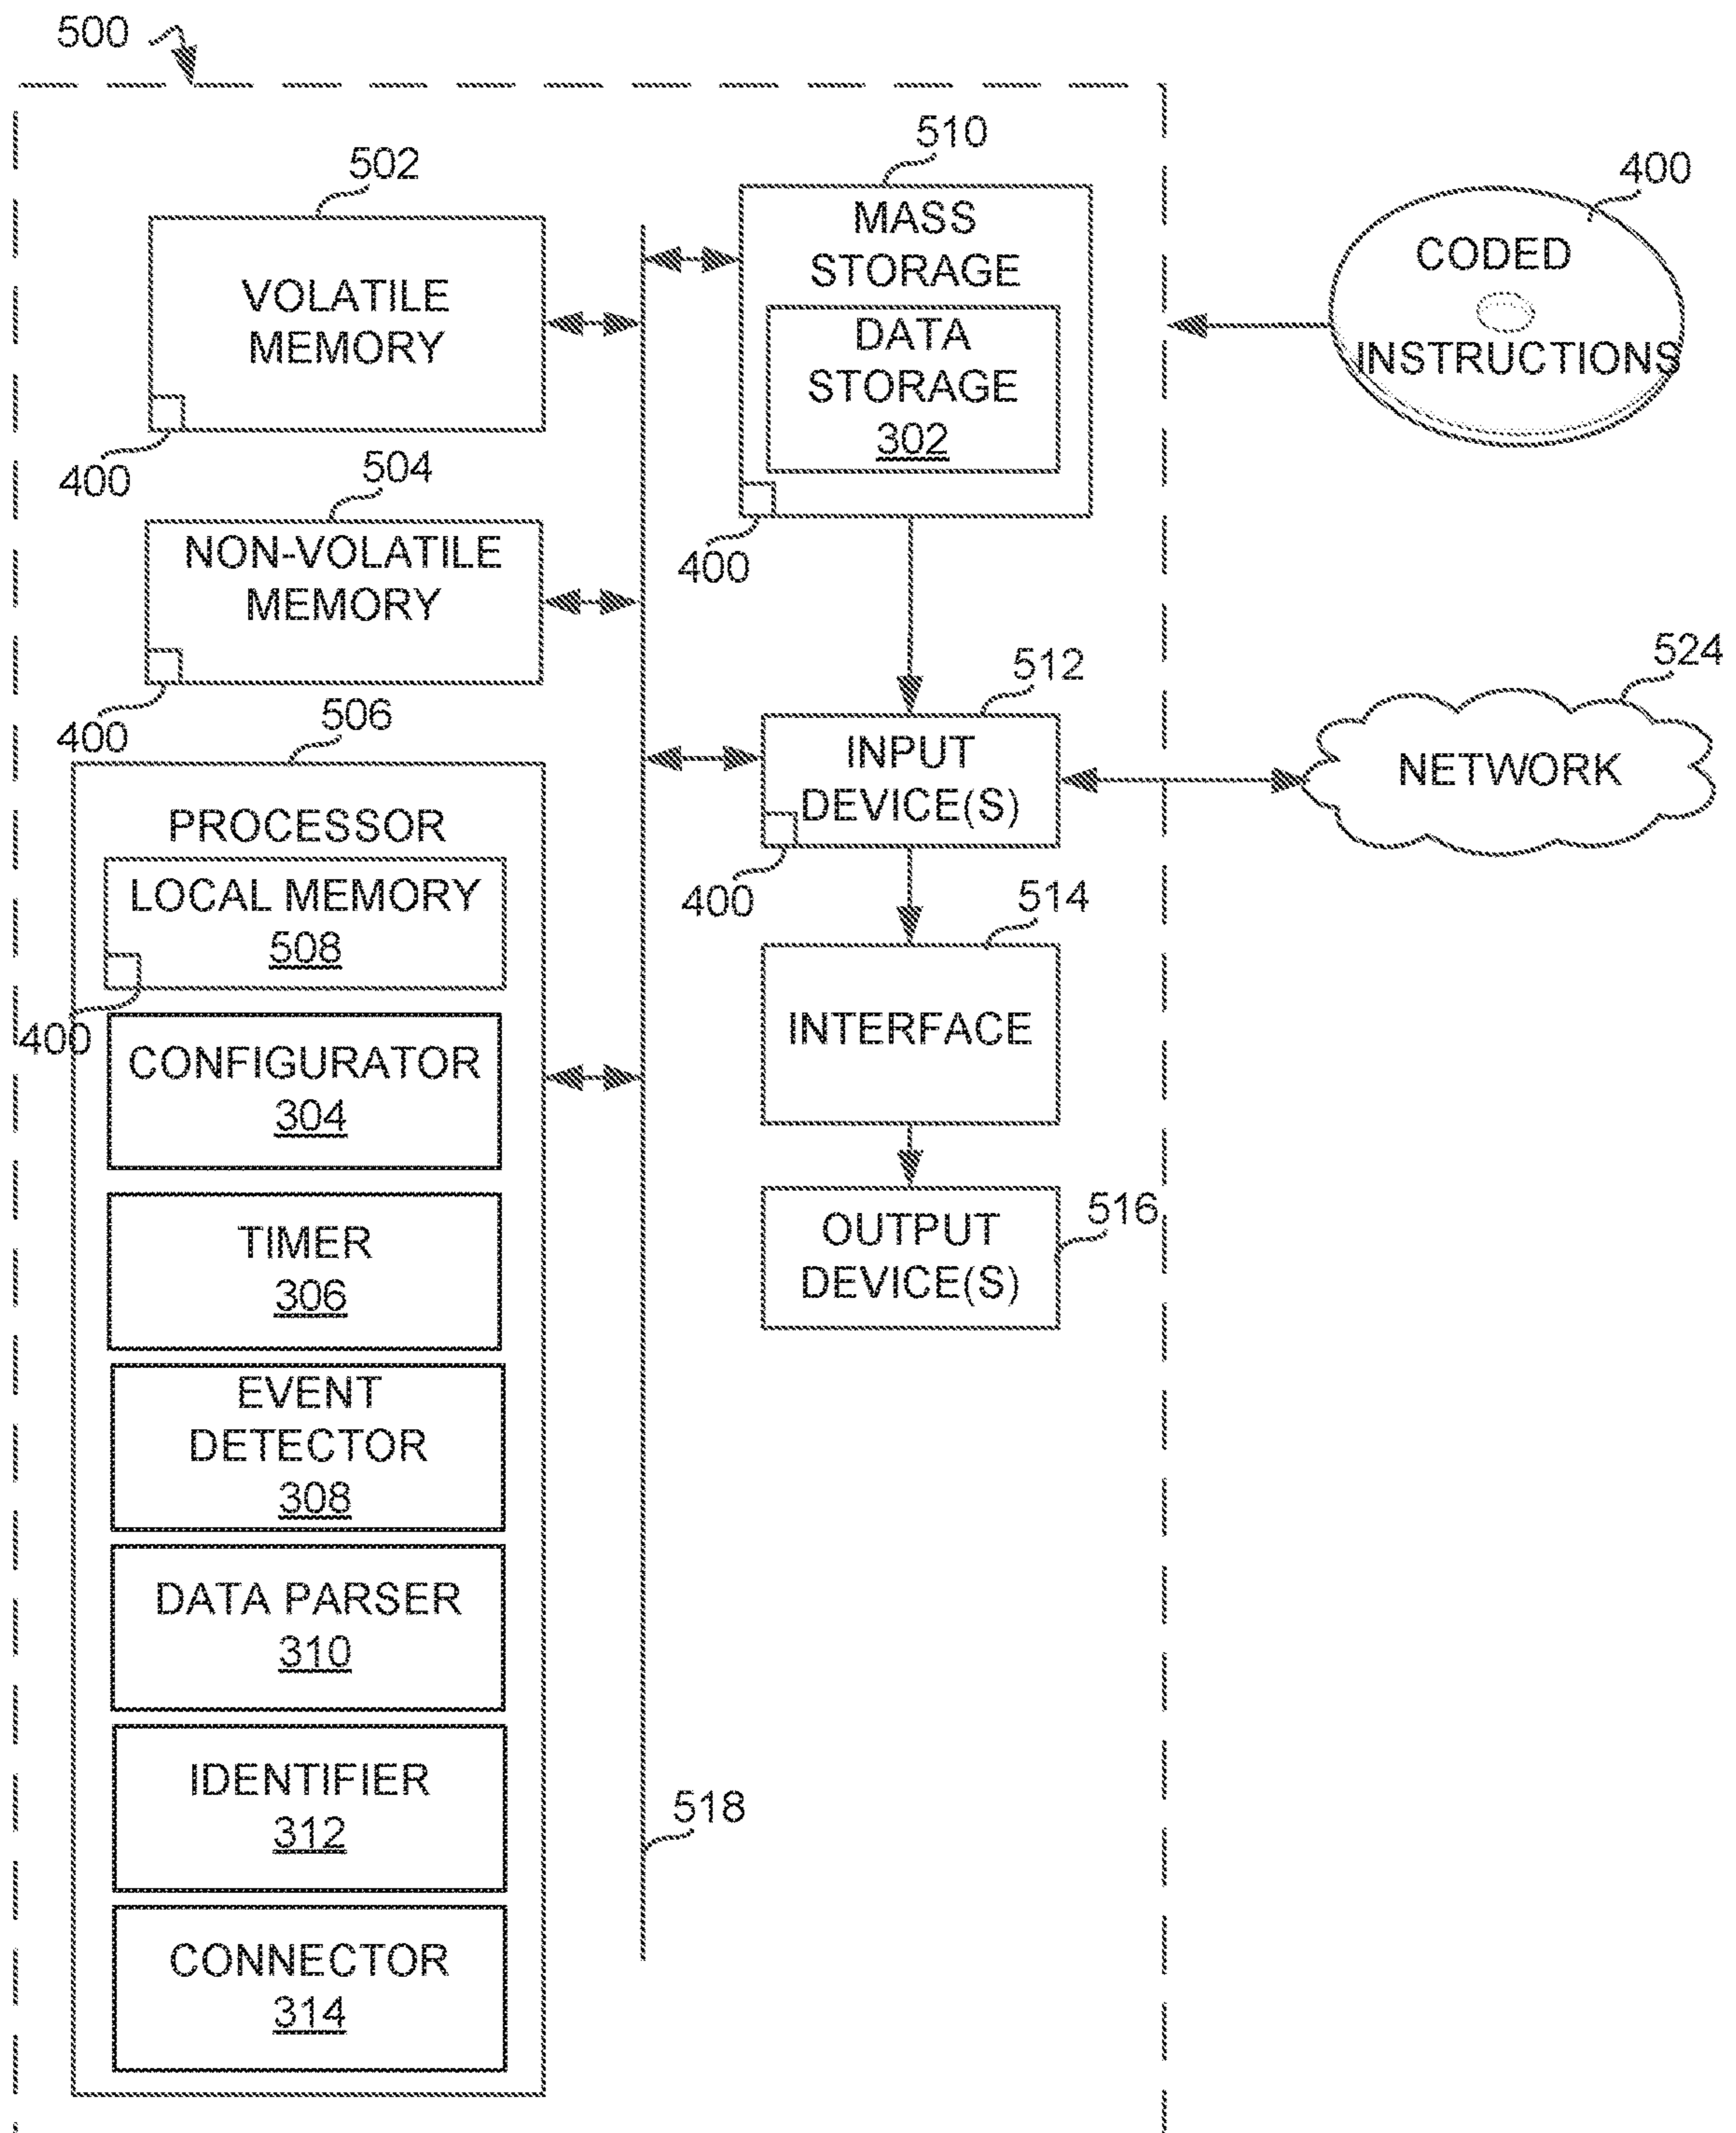 500
502
VOLATILE
MEMORY
400
504
NON-VOLATILE
MEMORY
400
506
PROCESSOR
LOCAL MEMORY
508
400
CONFIGURATOR
304
TIMER
306
EVENT
DETECTOR
308
DATA PARSER
310
IDENTIFIER
312
CONNECTOR
314
518
510
MASS
STORAGE
DATA
STORAGE
302
400
512
INPUT
DEVICE(S)
400
514
INTERFACE
516
OUTPUT
DEVICE(S)
400
CODED
INSTRUCTIONS
524
NETWORK